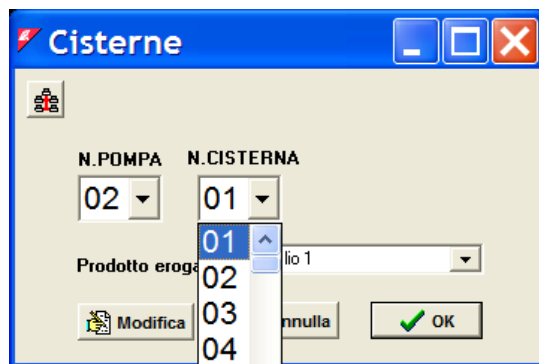 Cisterne
N.POMPA N.CISTERNA
02 01
01
Prodotto eroga lio 1
02
Modifica 03 nnulla OK
04